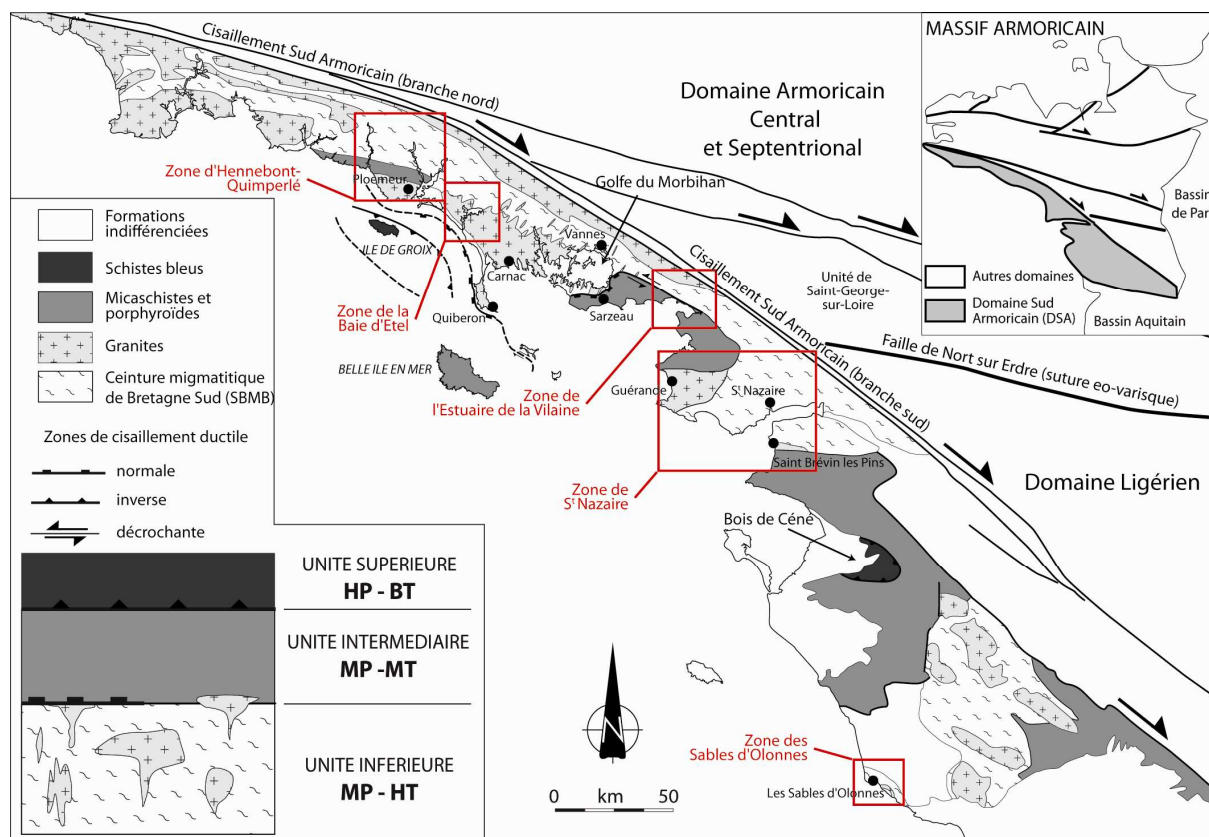 Cisaillement Sud Armoricain (branche nord)
Domaine Armoricain
Central
et Septentrional
Zone d'Hennebont-
Quimperlé
Ploemeur
Golfe du Morbihan
ILE DE GROIX
Vannes
Carnac
Sarzeau
Quiberon
Zone de la
Baie d'Etel
BELLE ILE EN MER
Zone de
l'Estuaire de la Vilaine
Cisaillement Sud Armoricain (branche sud)
Unité de
Saint-George-
sur-Loire
Faille de Nort sur Erdre (suture eo-varisque)
Guérande
St Nazaire
Saint Brévin les Pins
Zone de
St Nazaire
Domaine Ligérien
Bois de Céné
Zone des
Sables d'Olonnes
Les Sables d'Olonnes
N
0 km 50
MASSIF ARMORICAIN
Bassin
de Par
Autres domaines
Domaine Sud
Armoricain (DSA)
Bassin Aquitain
Formations
indifférenciées
Schistes bleus
Micaschistes et
porphyroïdes
Granites
Ceinture migmatitique
de Bretagne Sud (SBMB)
Zones de cisaillement ductile
normale
inverse
décrochante
UNITE SUPERIEURE
HP - BT
UNITE INTERMEDIAIRE
MP -MT
UNITE INFERIEURE
MP - HT